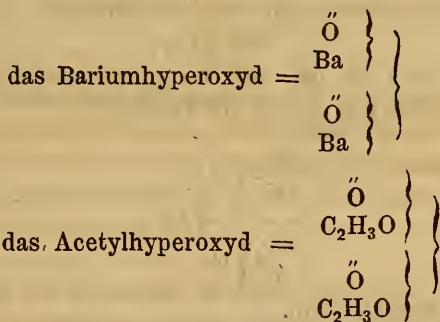 Ö
Ba
das Bariumhyperoxyd =
Ö
Ba
Ö
C₂H₃O
das Acetylhyperoxyd =
Ö
C₂H₃O